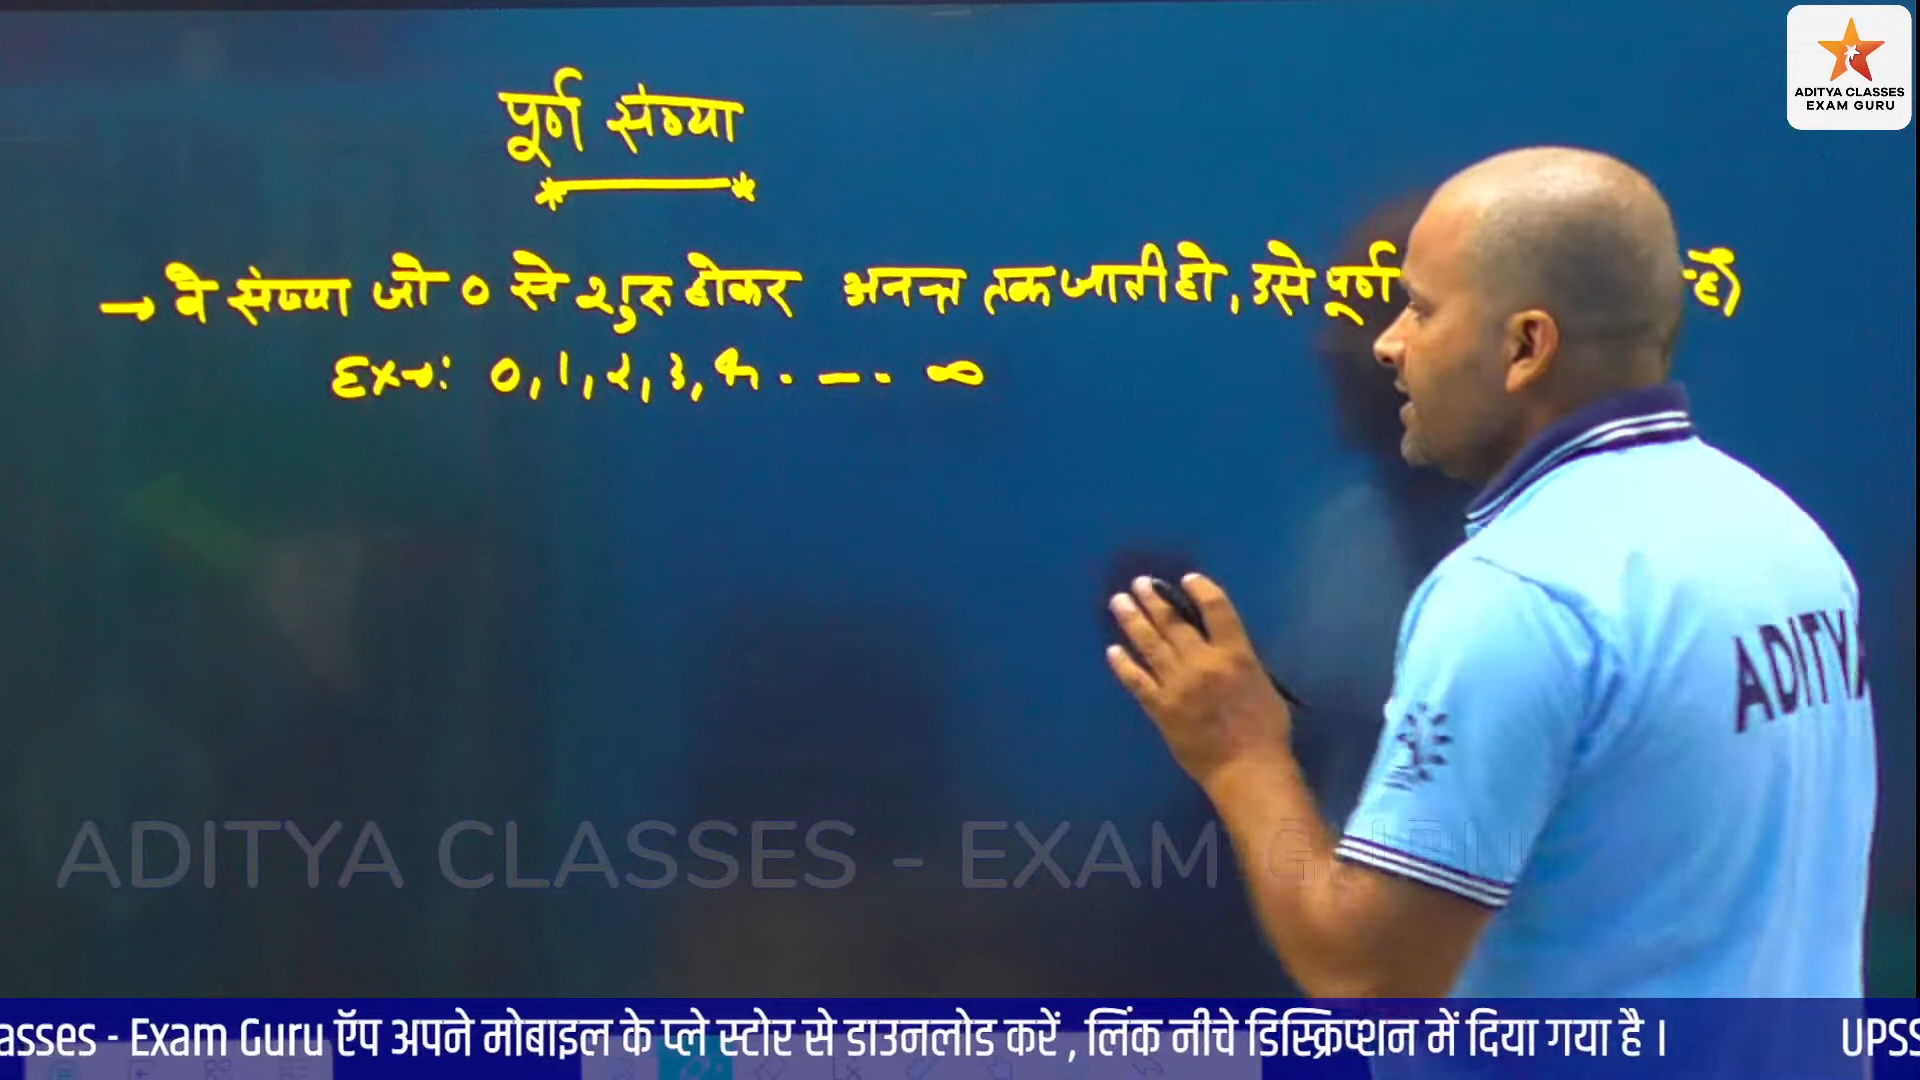 ADITYA CLASSES
EXAM GURU
पूर्ण संख्या
→ वे संख्या जो 0 से शुरु होकर अनन्त तक जाती हो, उसे पूर्ण हैं)
Ex→: 0, 1, 2, 3, 4 . — . ∞
ADITYA
ADITYA CLASSES - EXAM GURU
asses - Exam Guru ऍप अपने मोबाइल के प्ले स्टोर से डाउनलोड करें , लिंक नीचे डिस्क्रिप्शन में दिया गया है । UPSS